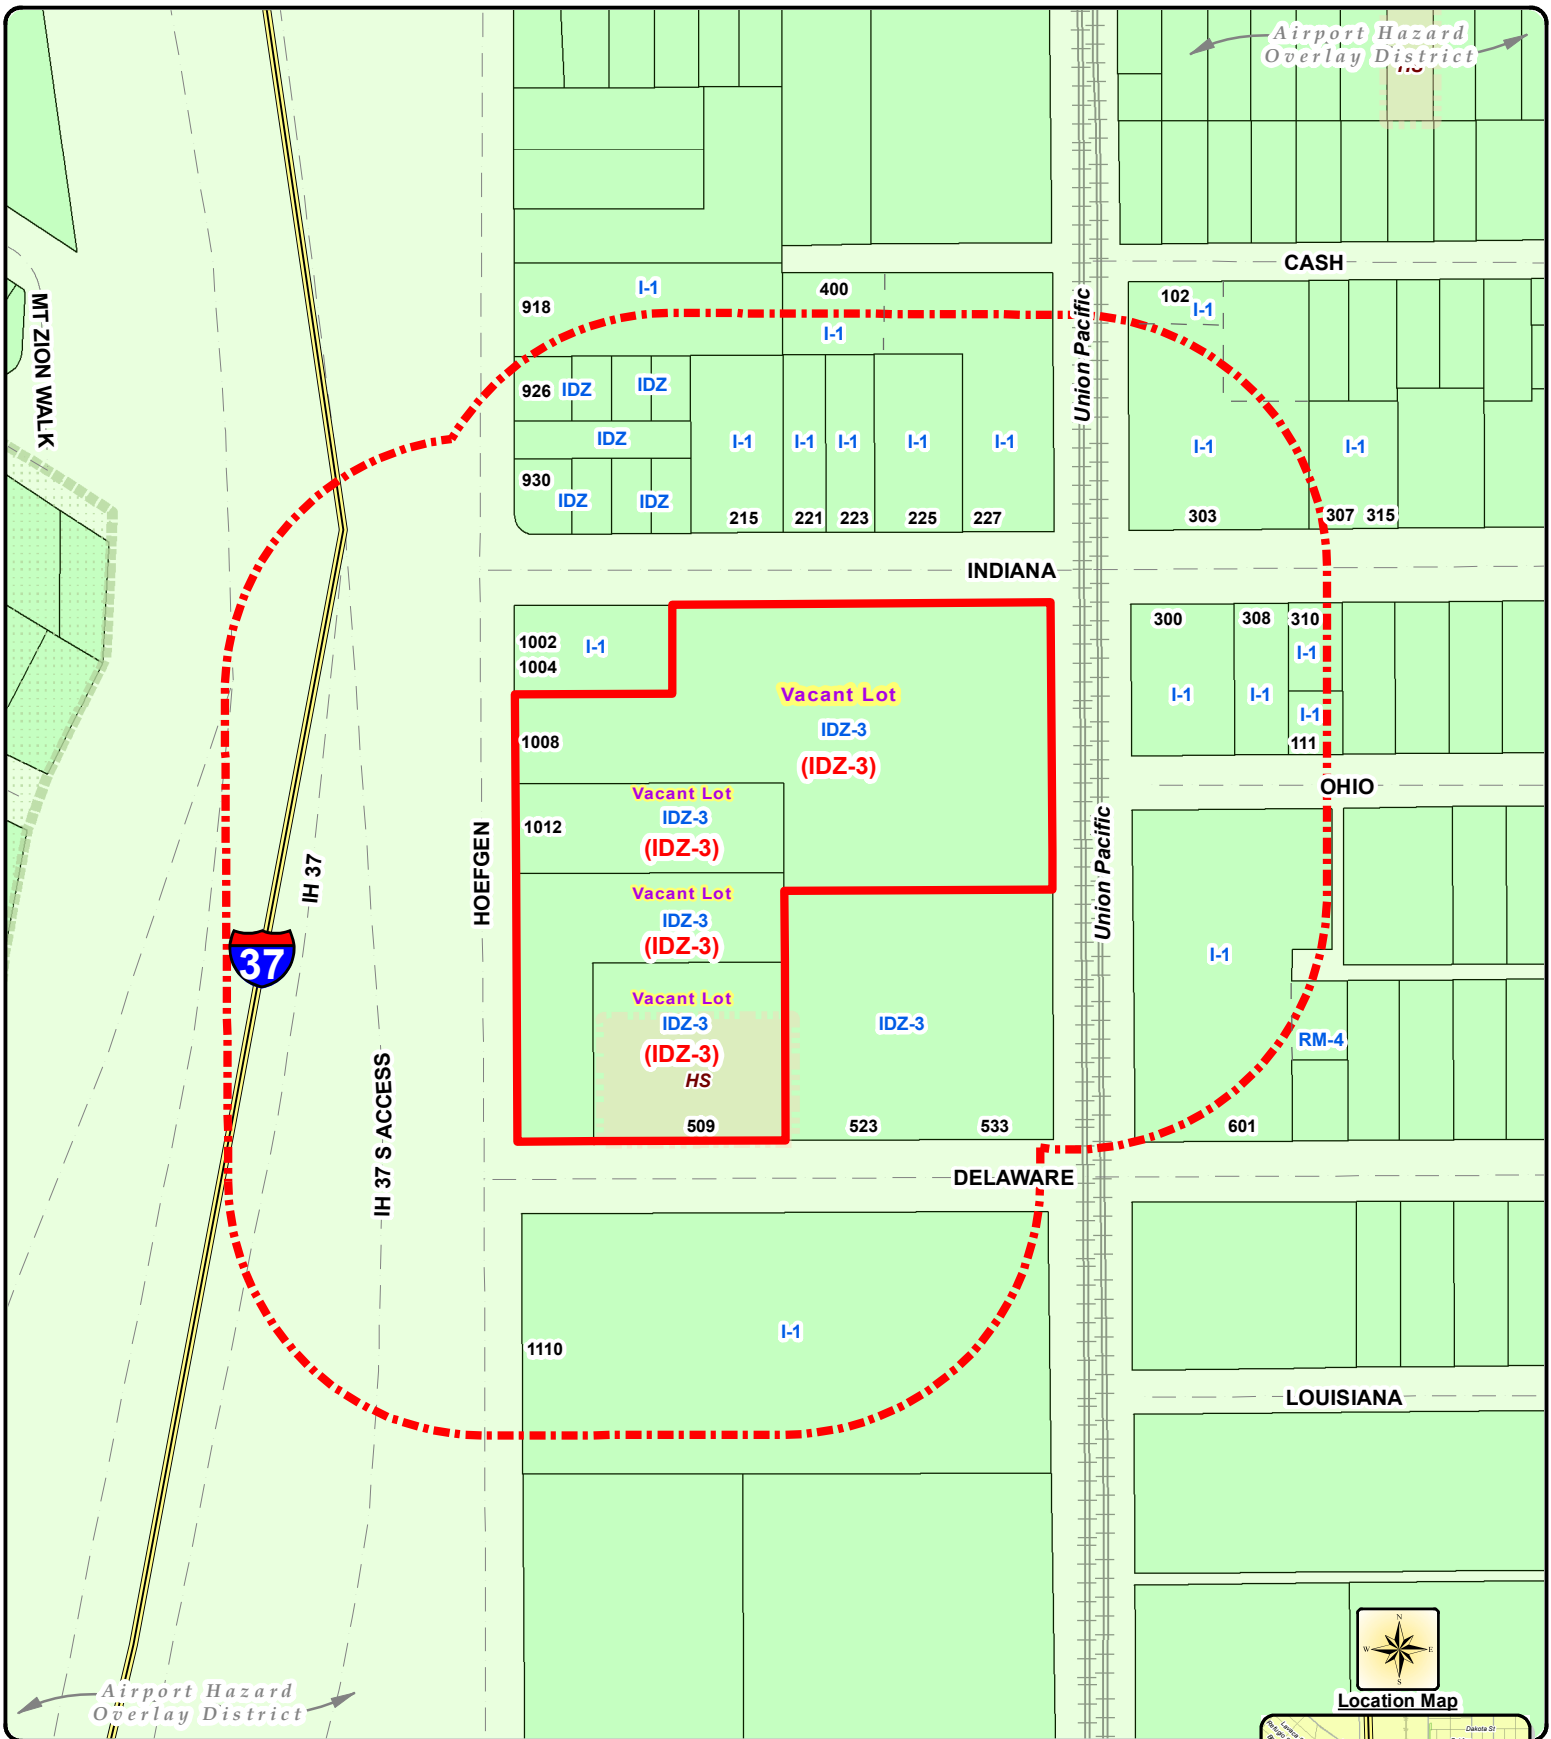 Airport Hazard
Overlay District
HS
CASH
MT ZION WALK
I-1
918
400
I-1
102
I-1
Union Pacific
926
IDZ
IDZ
IDZ
930
IDZ
IDZ
I-1
I-1
I-1
I-1
I-1
I-1
I-1
215
221
223
225
227
303
307
315
INDIANA
1002
1004
I-1
300
308
310
I-1
I-1
I-1
I-1
111
Vacant Lot
IDZ-3
(IDZ-3)
1008
OHIO
Vacant Lot
IDZ-3
(IDZ-3)
1012
HOEFGEN
IH 37
Union Pacific
Vacant Lot
IDZ-3
(IDZ-3)
37
I-1
Vacant Lot
IDZ-3
(IDZ-3)
HS
509
IDZ-3
RM-4
523
533
601
IH 37 S ACCESS
DELAWARE
1110
I-1
LOUISIANA
N
W
E
S
Location Map
Airport Hazard
Overlay District
Dakota St